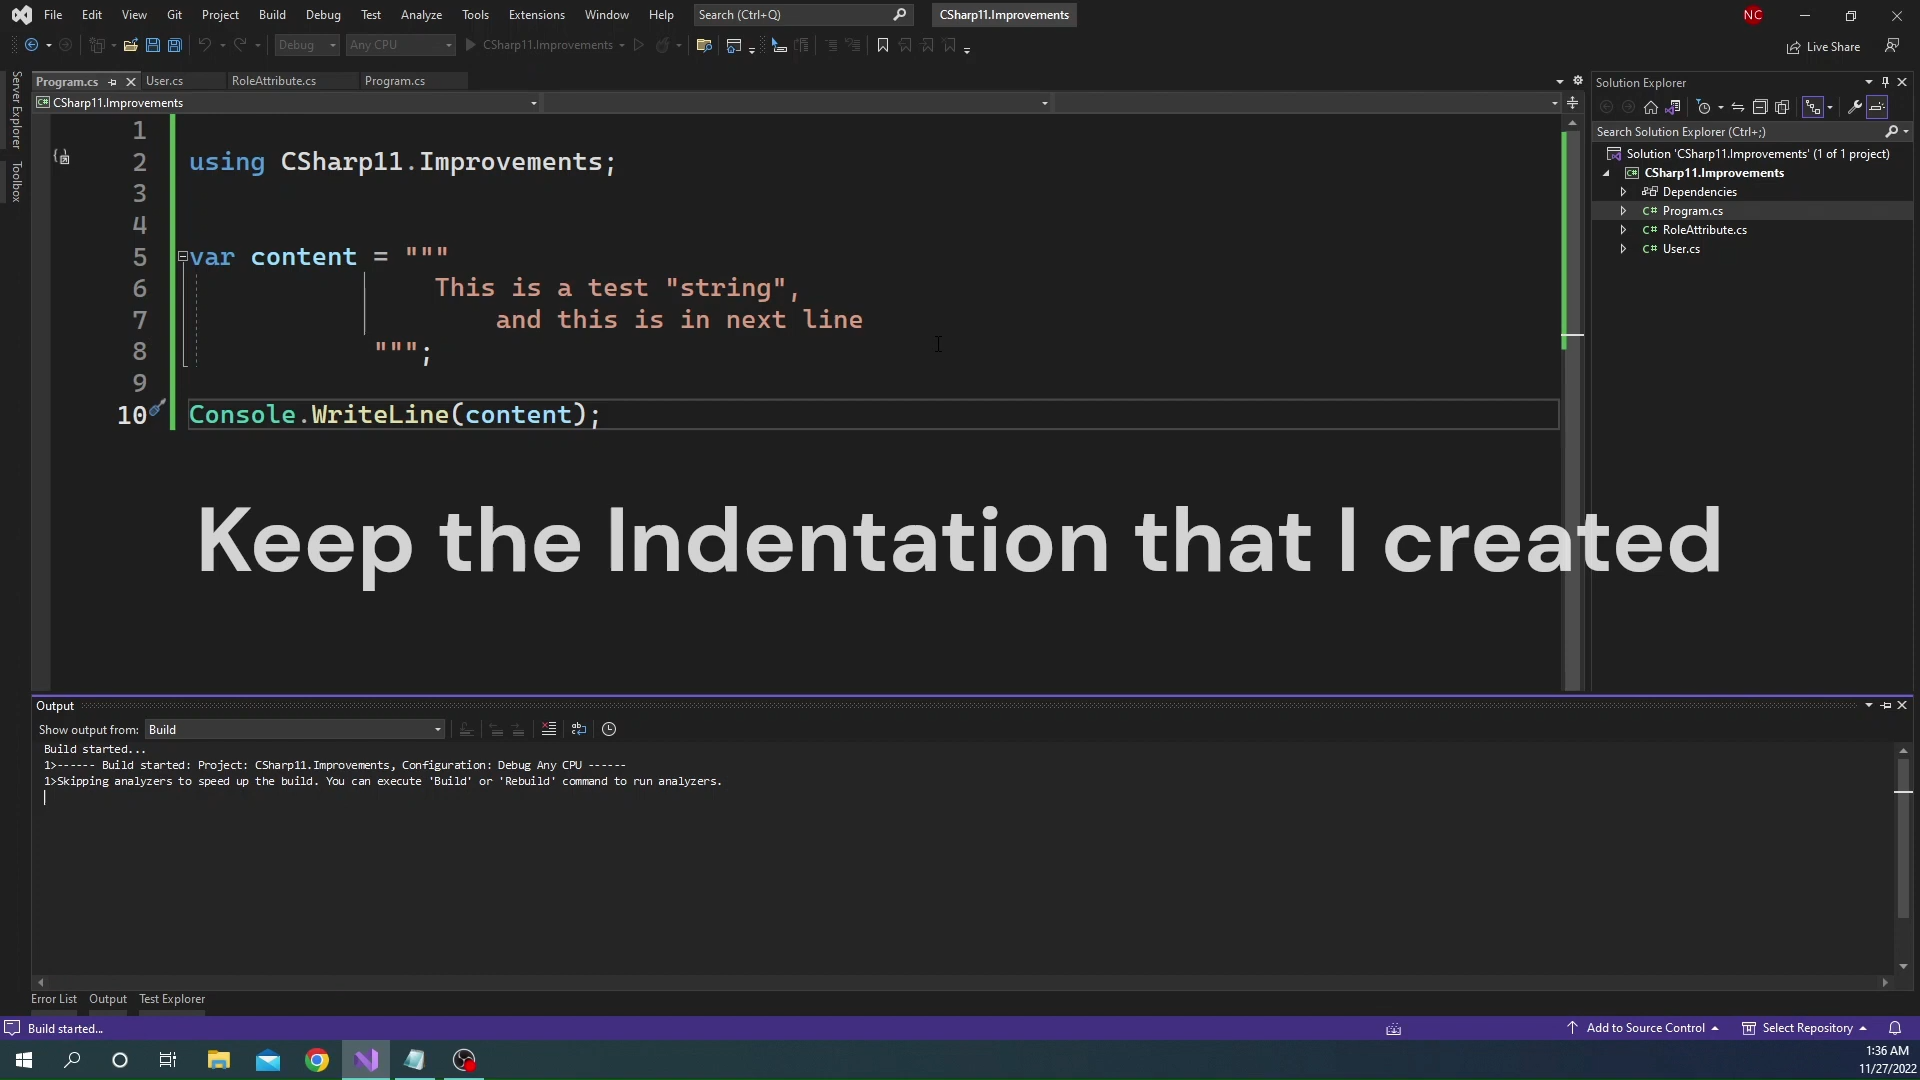 File Edit View Git Project Build Debug Test Analyze Tools Extensions Window Help Search (Ctrl+Q) CSharp11.Improvements NC
Debug Any CPU CSharp11.Improvements Live Share
Server Explorer
Toolbox
Program.cs User.cs RoleAttribute.cs Program.cs
C# CSharp11.Improvements
1
2 using CSharp11.Improvements;
3
4
5 var content = """
6 This is a test "string",
7 and this is in next line
8 """;
9
10 Console.WriteLine(content);
Keep the Indentation that I created
Solution Explorer
Search Solution Explorer (Ctrl+;)
Solution 'CSharp11.Improvements' (1 of 1 project)
C# CSharp11.Improvements
Dependencies
C# Program.cs
C# RoleAttribute.cs
C# User.cs
Output
Show output from: Build
Build started...
1>------ Build started: Project: CSharp11.Improvements, Configuration: Debug Any CPU ------
1>Skipping analyzers to speed up the build. You can execute 'Build' or 'Rebuild' command to run analyzers.
Error List Output Test Explorer
Build started... Add to Source Control Select Repository
1:36 AM
11/27/2022